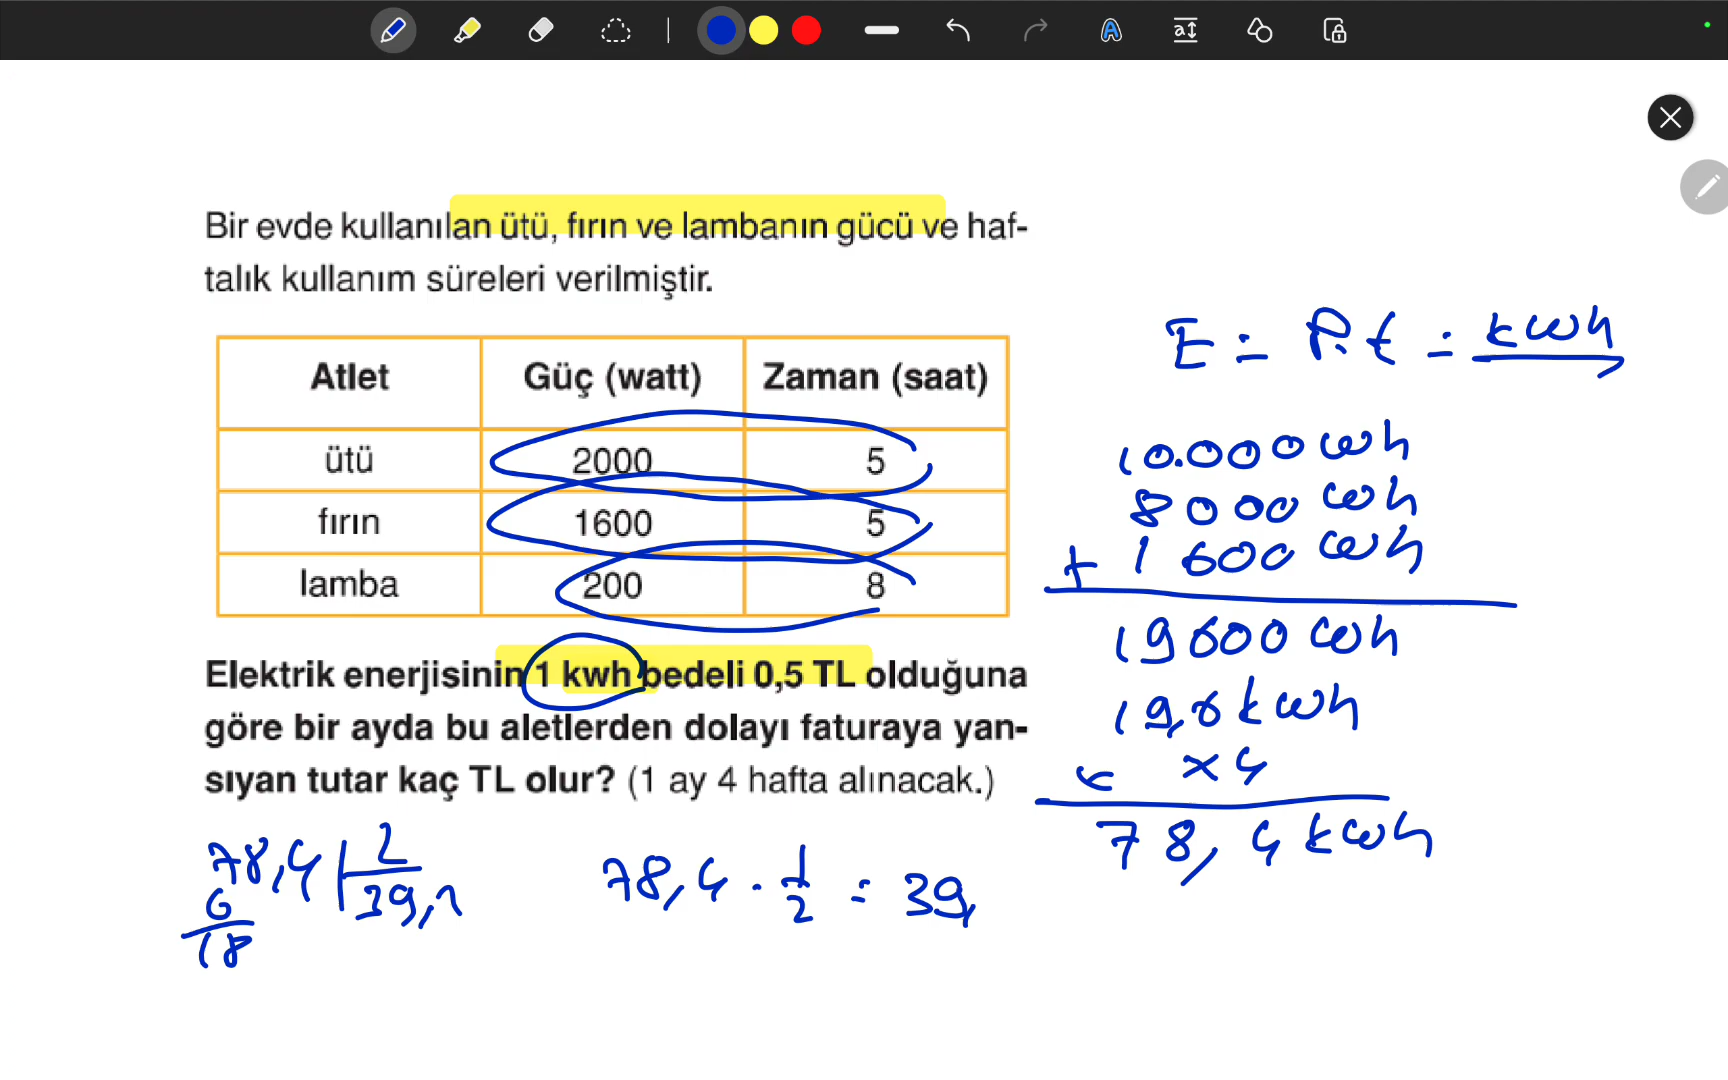 Bir evde kullanılan ütü, fırın ve lambanın gücü ve haf-
talık kullanım süreleri verilmiştir.
Atlet Güç (watt) Zaman (saat)
ütü 2000 5
fırın 1600 5
lamba 200 8
Elektrik enerjisinin 1 kwh bedeli 0,5 TL olduğuna
göre bir ayda bu aletlerden dolayı faturaya yan-
sıyan tutar kaç TL olur? (1 ay 4 hafta alınacak.)
E = P.t = kwh
10.000 wh
8000 wh
+ 1600 wh
19600 wh
19,6 kwh
x 4
78,4 kwh
78,4 | 2
6 39,2
18
78,4 . 1/2 = 39,